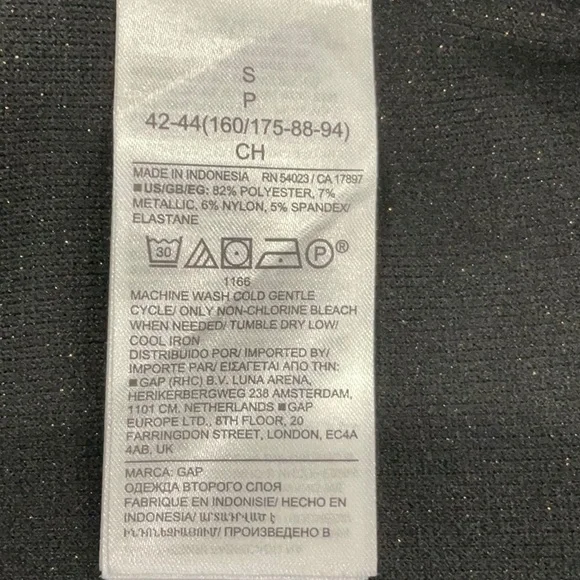 S
P
42-44(160/175-88-94)
CH
MADE IN INDONESIA RN 54023 / CA 17897
■ US/GB/EG: 82% POLYESTER, 7%
METALLIC, 6% NYLON, 5% SPANDEX/
ELASTANE
30 P®
1166
MACHINE WASH COLD GENTLE
CYCLE/ ONLY NON-CHLORINE BLEACH
WHEN NEEDED/ TUMBLE DRY LOW/
COOL IRON
DISTRIBUIDO POR/ IMPORTED BY/
IMPORTE PAR/ ΕΙΣΑΓΕΤΑΙ ΑΠΟ ΤΗΝ:
■ GAP (RHC) B.V. LUNA ARENA,
HERIKERBERGWEG 238 AMSTERDAM,
1101 CM. NETHERLANDS ■ GAP
EUROPE LTD., 8TH FLOOR, 20
FARRINGDON STREET, LONDON, EC4A
4AB, UK
MARCA: GAP
ОДЕЖДА ВТОРОГО СЛОЯ
FABRIQUE EN INDONISIE/ HECHO EN
INDONESIA/ ԱՐՏԱԴՐՎԱԾ Է
ԻՆԴՈՆԵԶԻԱՅՈՒՄ/ ПРОИЗВЕДЕНО В